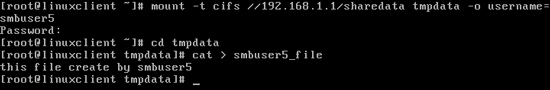 [root@linuxclient ~]# mount -t cifs //192.168.1.1/sharedata tmpdata -o username=
smbuser5
Password:
[root@linuxclient ~]# cd tmpdata
[root@linuxclient tmpdata]# cat > smbuser5_file
this file create by smbuser5
[root@linuxclient tmpdata]# _